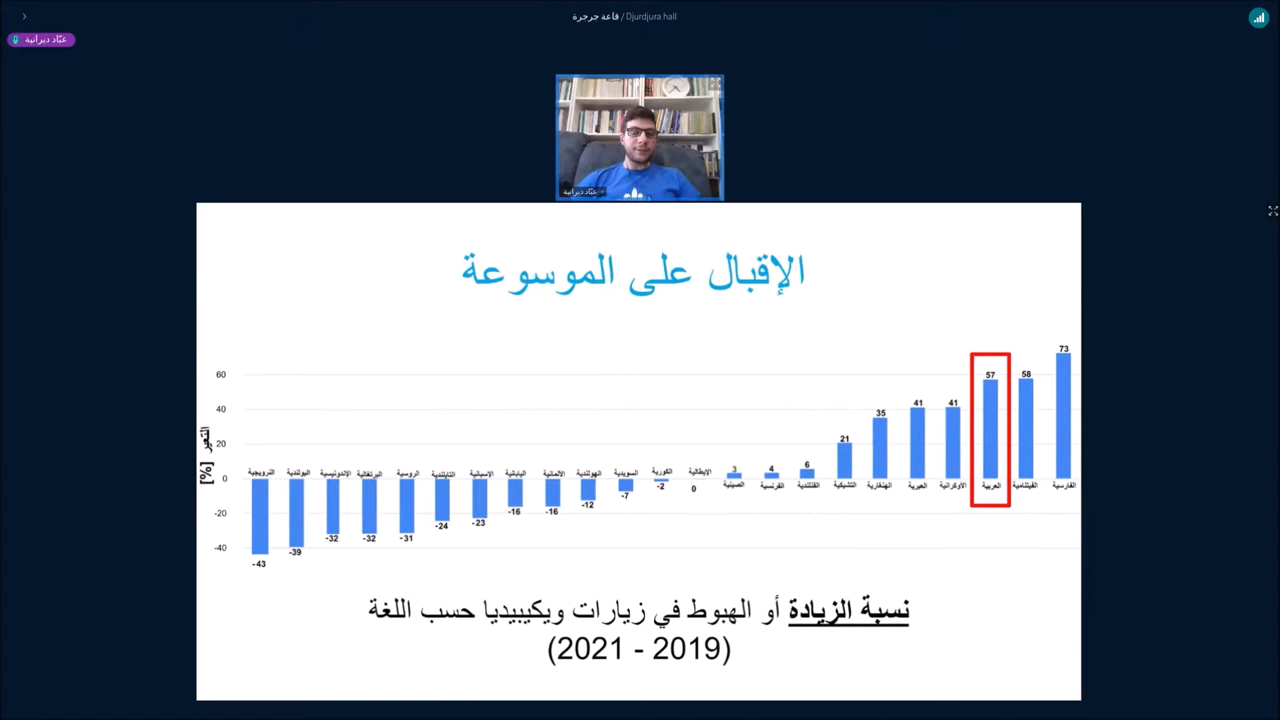 قاعة جرجرة / Djurdjura hall
عبّاد ديرانية
عبّاد ديرانية
الإقبال على الموسوعة
التغير [%]
60
40
20
0
-20
-40
النرويجية -43
البولندية -39
الاندونيسية -32
البرتغالية -32
الروسية -31
التايلندية -24
الاسبانية -23
اليابانية -16
الألمانية -16
الهولندية -12
السويدية -7
الكورية -2
الايطالية 0
3 الصينية
4 الفرنسية
6 الفنلندية
21 التشيكية
35 الهنغارية
41 العبرية
41 الأوكرانية
57 العربية
58 الفيتنامية
73 الفارسية
نسبة الزيادة أو الهبوط في زيارات ويكيبيديا حسب اللغة
(2019 - 2021)